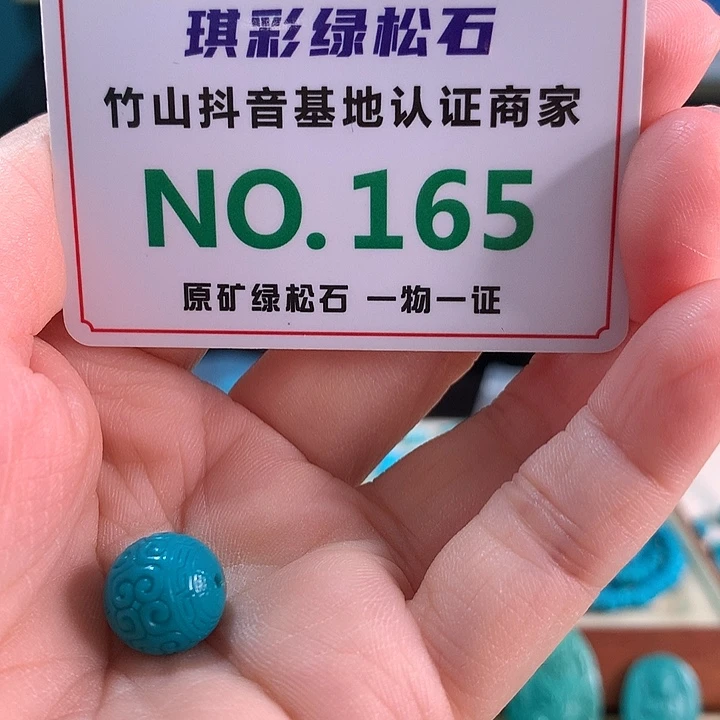 琪彩绿松石
竹山抖音基地认证商家
NO.165
原矿绿松石 一物一证